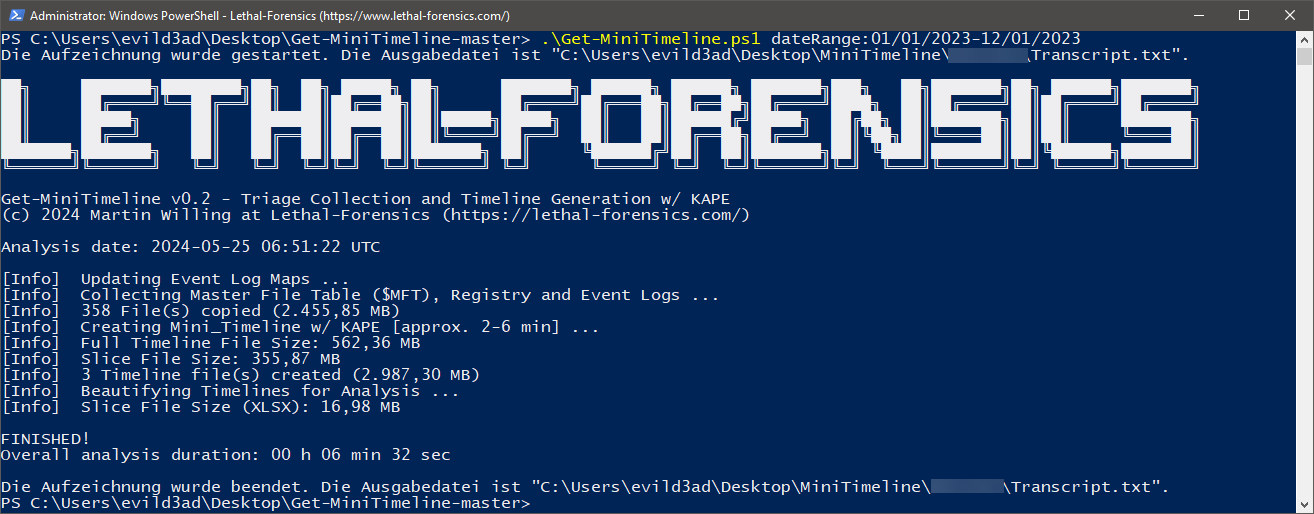 Administrator: Windows PowerShell - Lethal-Forensics (https://www.lethal-forensics.com/)
PS C:\Users\evild3ad\Desktop\Get-MiniTimeline-master> .\Get-MiniTimeline.ps1 dateRange:01/01/2023-12/01/2023
Die Aufzeichnung wurde gestartet. Die Ausgabedatei ist "C:\Users\evild3ad\Desktop\MiniTimeline\ \Transcript.txt".
LETHAL-FORENSICS
Get-MiniTimeline v0.2 - Triage Collection and Timeline Generation w/ KAPE
(c) 2024 Martin Willing at Lethal-Forensics (https://lethal-forensics.com/)
Analysis date: 2024-05-25 06:51:22 UTC
[Info]  Updating Event Log Maps ...
[Info]  Collecting Master File Table ($MFT), Registry and Event Logs ...
[Info]  358 File(s) copied (2.455,85 MB)
[Info]  Creating Mini_Timeline w/ KAPE [approx. 2-6 min] ...
[Info]  Full Timeline File Size: 562,36 MB
[Info]  Slice File Size: 355,87 MB
[Info]  3 Timeline file(s) created (2.987,30 MB)
[Info]  Beautifying Timelines for Analysis ...
[Info]  Slice File Size (XLSX): 16,98 MB
FINISHED!
Overall analysis duration: 00 h 06 min 32 sec
Die Aufzeichnung wurde beendet. Die Ausgabedatei ist "C:\Users\evild3ad\Desktop\MiniTimeline\ \Transcript.txt".
PS C:\Users\evild3ad\Desktop\Get-MiniTimeline-master>